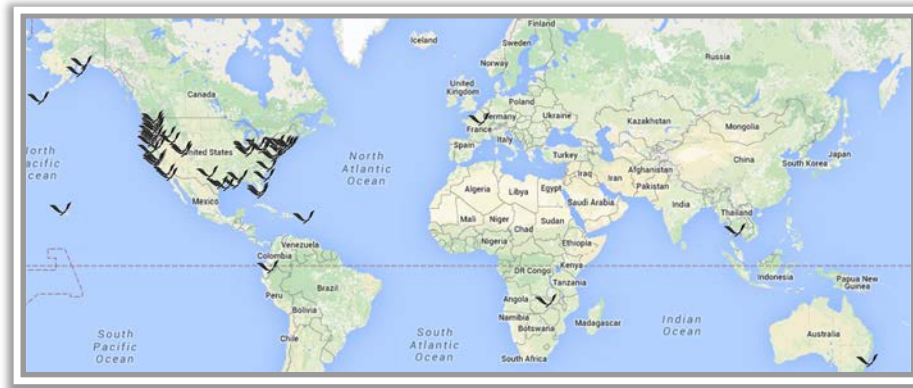 Finland
Iceland
Sweden
Russia
Norway
Canada
United
Kingdom
Poland
Germany
Ukraine
France
Kazakhstan
Mongolia
Italy
Spain
Turkey
North
Atlantic
Ocean
United States
China
South Korea
Japan
Afghanistan
Iraq
Iran
Pakistan
Algeria
Libya
Egypt
Saudi Arabia
India
Mexico
Mali
Niger
Sudan
Chad
Thailand
Nigeria
Ethiopia
Venezuela
Colombia
DR Congo
Kenya
Tanzania
Indonesia
Papua New
Guinea
Peru
Brazil
Angola
Bolivia
Namibia
Madagascar
Botswana
Indian
Ocean
Australia
South
Pacific
Ocean
Chile
South
Atlantic
Ocean
South Africa